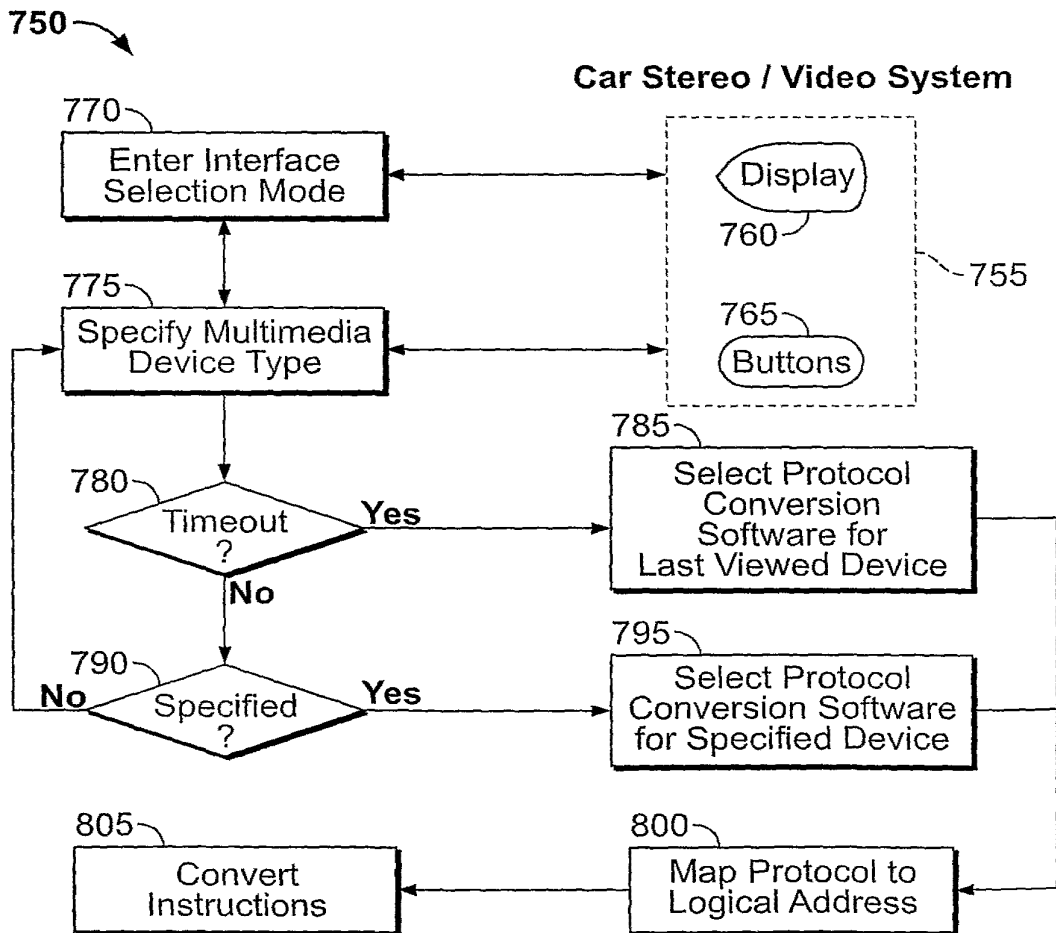 750
Car Stereo / Video System
770
Enter Interface
Selection Mode
Display
760
755
775
Specify Multimedia
Device Type
765
Buttons
780
Timeout
?
Yes
No
785
Select Protocol
Conversion
Software for
Last Viewed Device
790
Specified
?
No
Yes
795
Select Protocol
Conversion Software
for Specified Device
805
Convert
Instructions
800
Map Protocol to
Logical Address